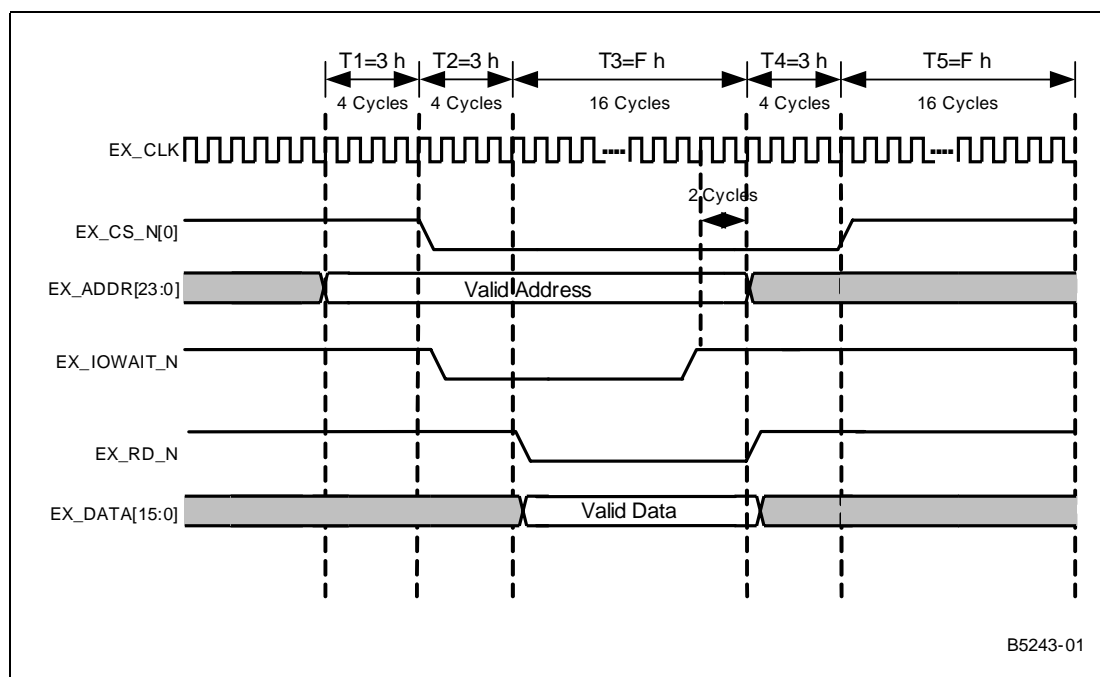 T1=3 h T2=3 h T3=F h T4=3 h T5=F h
4 Cycles 4 Cycles 16 Cycles 4 Cycles 16 Cycles
EX_CLK
2 Cycles
EX_CS_N[0]
EX_ADDR[23:0] Valid Address
EX_IOWAIT_N
EX_RD_N
EX_DATA[15:0] Valid Data
B5243-01